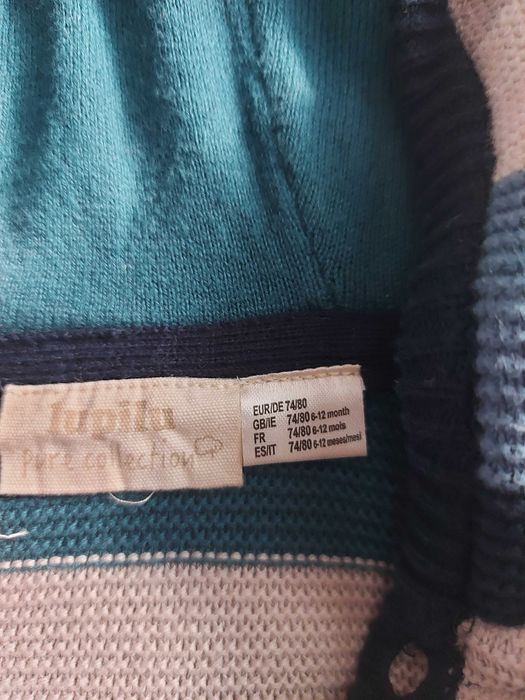 lupilu
Pure collection
EUR/DE 74/80
GB/IE 74/80 6-12 month
FR 74/80 6-12 mois
ES/IT 74/80 6-12 meses/mesi